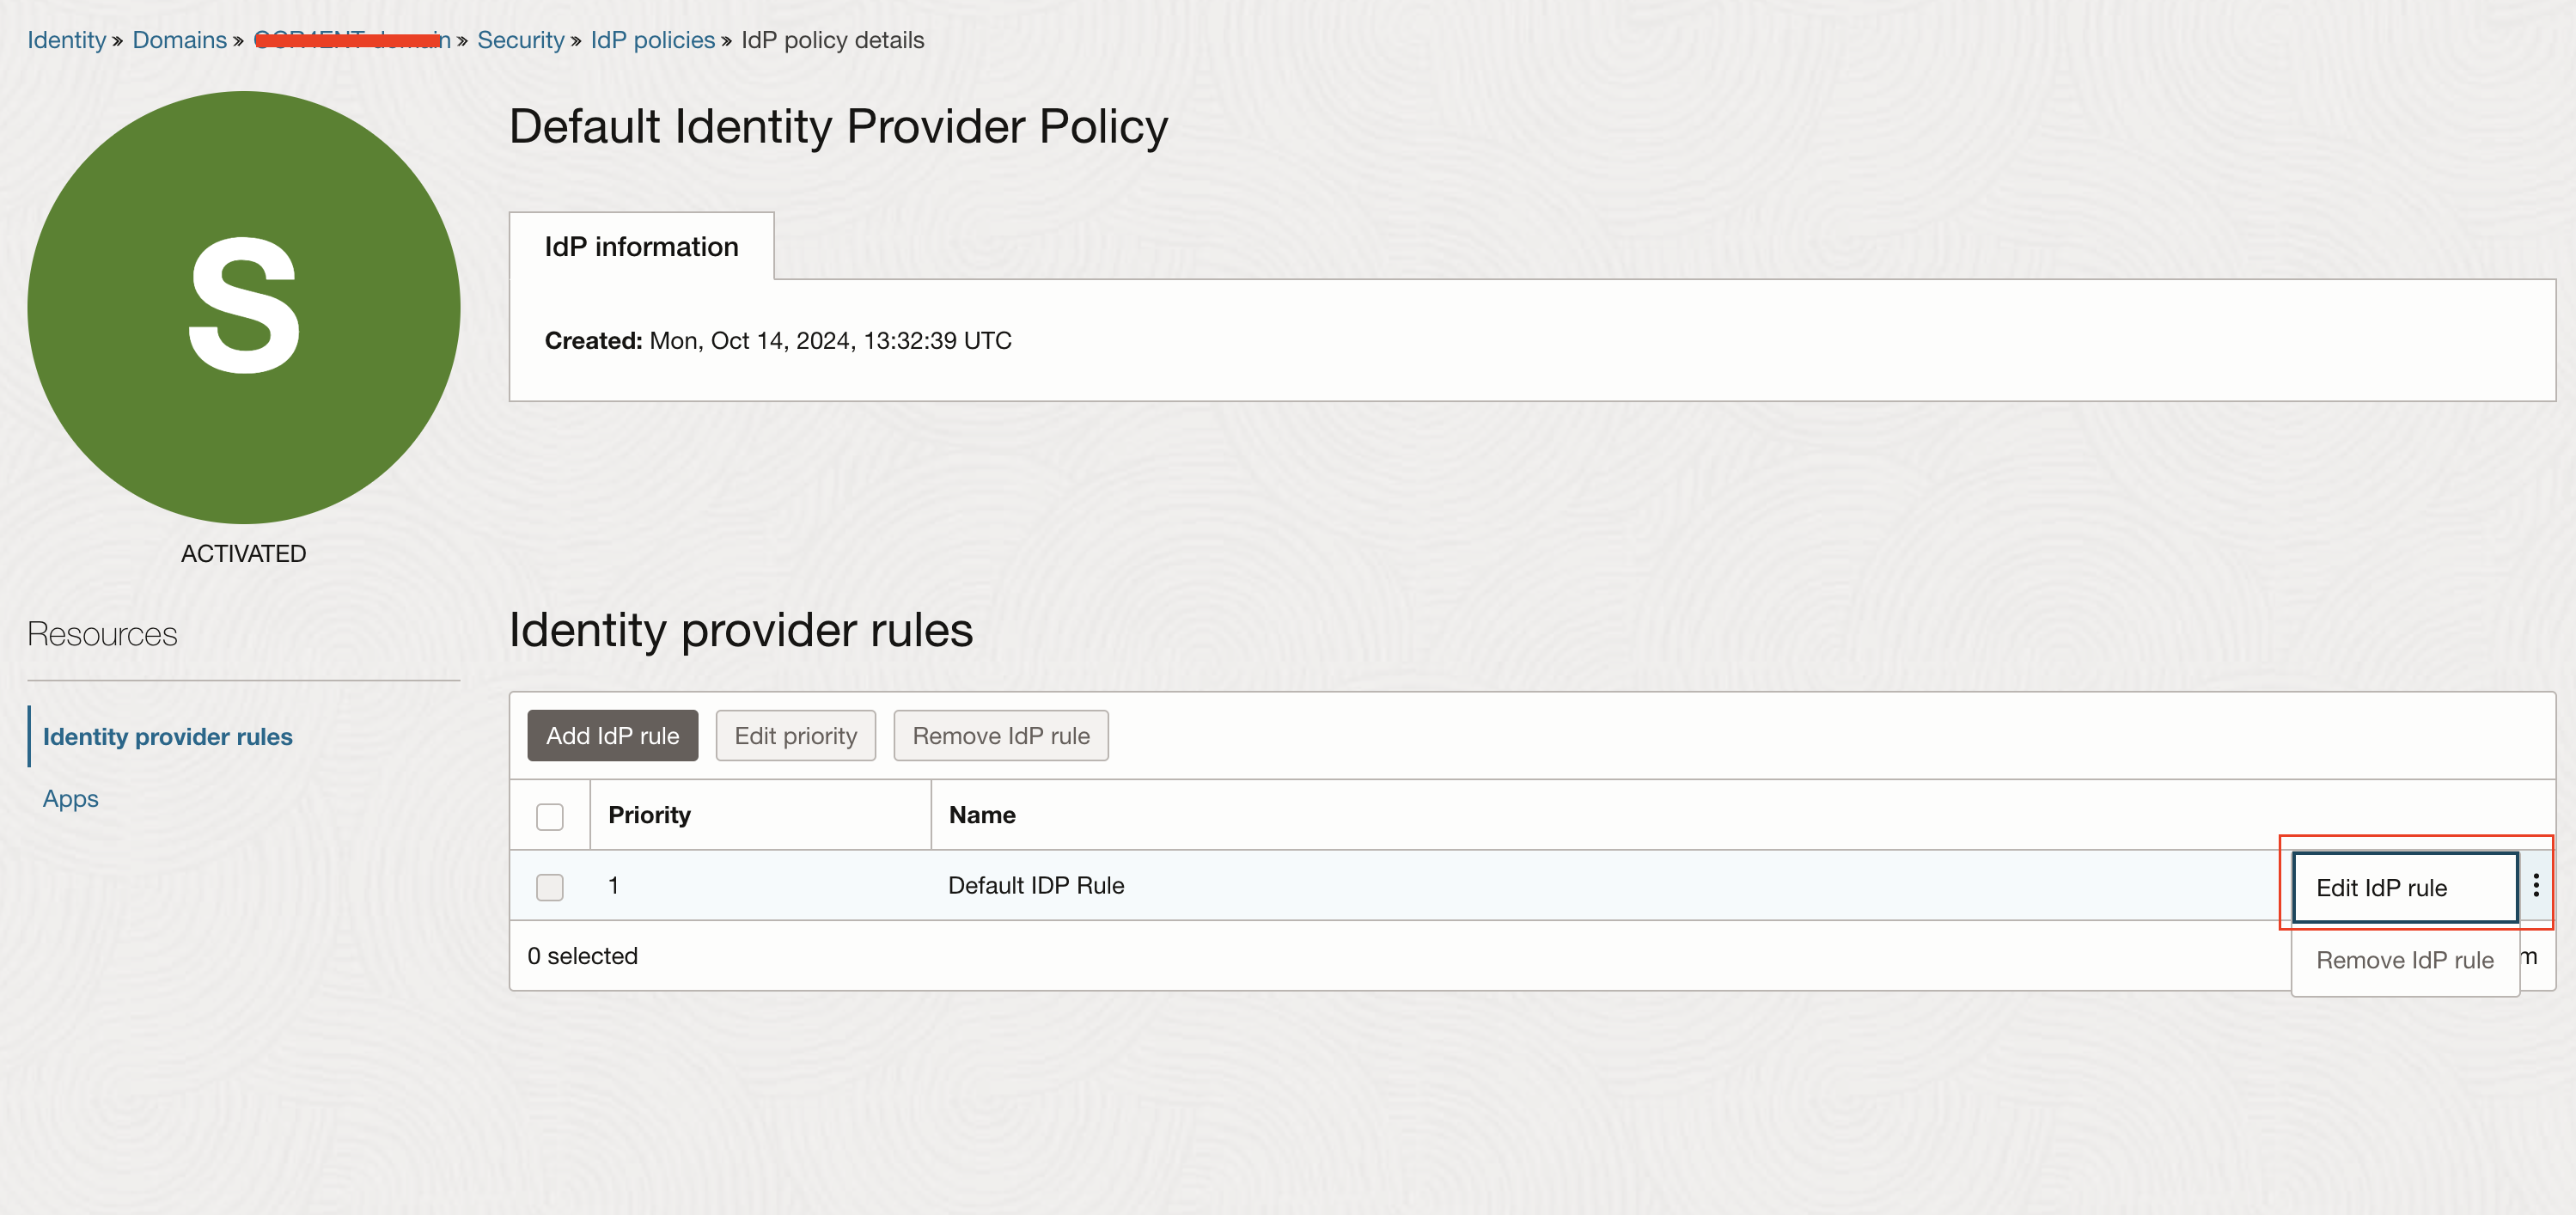 Identity » Domains » » Security » IdP policies » IdP policy details
Default Identity Provider Policy
S
ACTIVATED
IdP information
Created: Mon, Oct 14, 2024, 13:32:39 UTC
Resources
Identity provider rules
Apps
Identity provider rules
Add IdP rule Edit priority Remove IdP rule
Priority Name
1 Default IDP Rule
Edit IdP rule
Remove IdP rule
0 selected